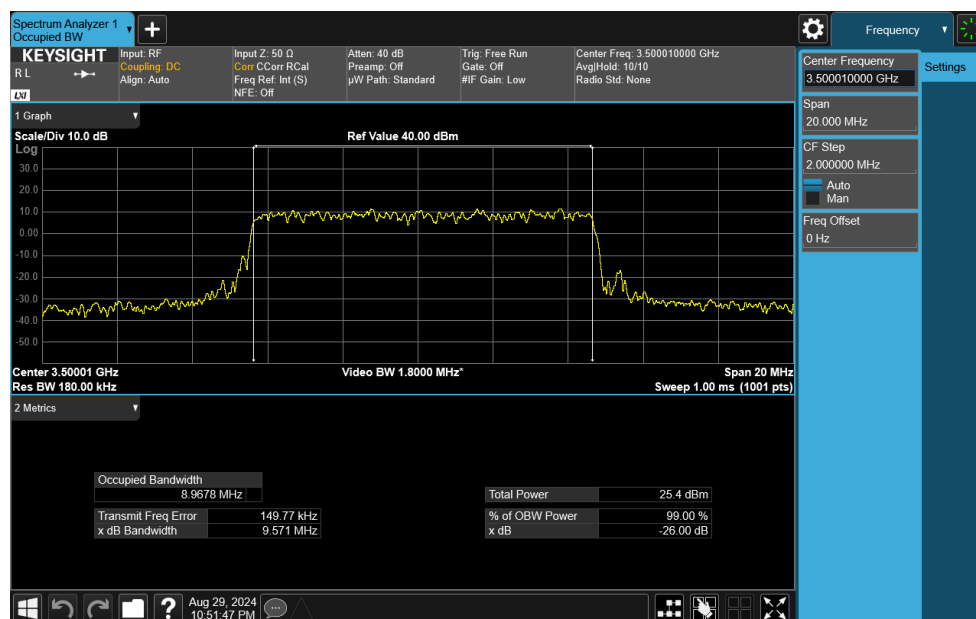 Spectrum Analyzer 1
Occupied BW
Frequency
KEYSIGHT
R L
LXI
Input: RF
Coupling: DC
Align: Auto
Input Z: 50 Ω
Corr CCorr RCal
Freq Ref: Int (S)
NFE: Off
Atten: 40 dB
Preamp: Off
µW Path: Standard
Trig: Free Run
Gate: Off
#IF Gain: Low
Center Freq: 3.500010000 GHz
Avg|Hold: 10/10
Radio Std: None
Center Frequency
3.500010000 GHz
Settings
Span
20.000 MHz
CF Step
2.000000 MHz
Auto
Man
Freq Offset
0 Hz
1 Graph
Scale/Div 10.0 dB
Ref Value 40.00 dBm
Log
30.0
20.0
10.0
0.00
-10.0
-20.0
-30.0
-40.0
-50.0
Center 3.50001 GHz
Video BW 1.8000 MHz*
Span 20 MHz
Res BW 180.00 kHz
Sweep 1.00 ms (1001 pts)
2 Metrics
Occupied Bandwidth
8.9678 MHz
Total Power 25.4 dBm
Transmit Freq Error 149.77 kHz
% of OBW Power 99.00 %
x dB Bandwidth 9.571 MHz
x dB -26.00 dB
Aug 29, 2024
10:51:47 PM